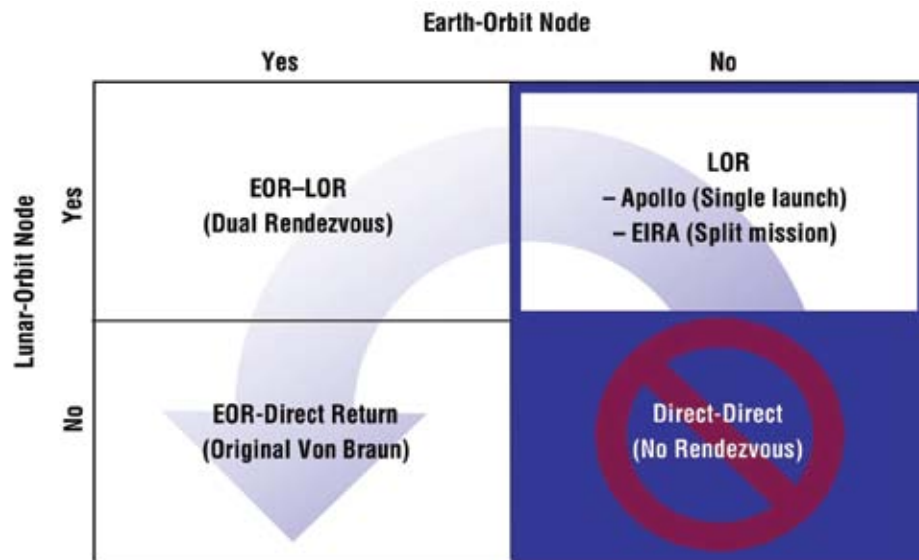 Earth-Orbit Node
Yes
No
Lunar-Orbit Node
Yes
EOR–LOR
(Dual Rendezvous)
LOR
– Apollo (Single launch)
– EIRA (Split mission)
No
EOR-Direct Return
(Original Von Braun)
Direct-Direct
(No Rendezvous)